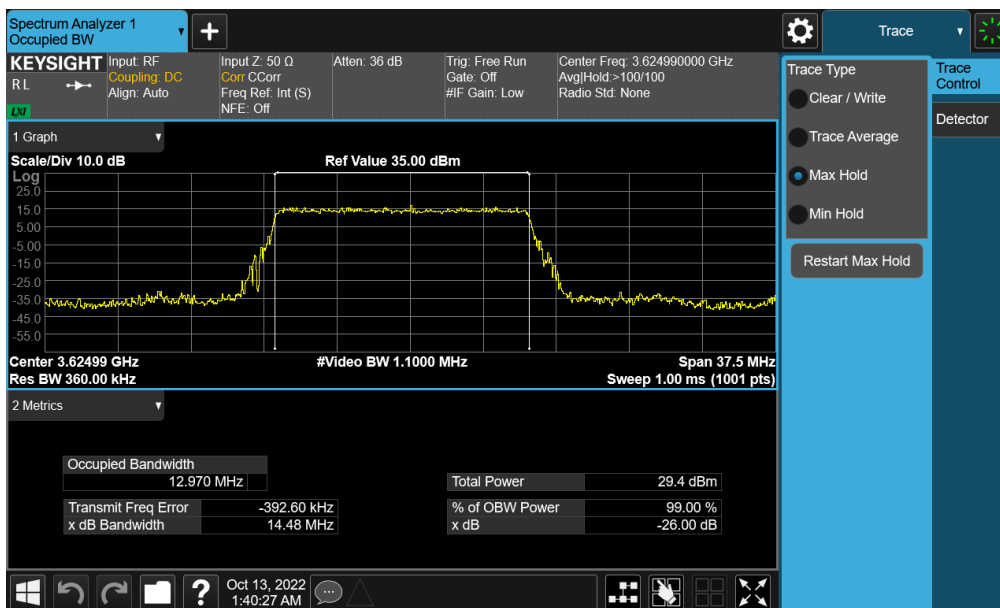 Spectrum Analyzer 1
Occupied BW
+
Trace
KEYSIGHT
RL
LXI
Input: RF
Coupling: DC
Align: Auto
Input Z: 50 Ω
Corr CCorr
Freq Ref: Int (S)
NFE: Off
Atten: 36 dB
Trig: Free Run
Gate: Off
#IF Gain: Low
Center Freq: 3.624990000 GHz
Avg|Hold:>100/100
Radio Std: None
Trace Type
Clear / Write
Trace Average
Max Hold
Min Hold
Restart Max Hold
Trace
Control
Detector
1 Graph
Scale/Div 10.0 dB
Ref Value 35.00 dBm
Log
25.0
15.0
5.00
-5.00
-15.0
-25.0
-35.0
-45.0
-55.0
Center 3.62499 GHz
#Video BW 1.1000 MHz
Span 37.5 MHz
Res BW 360.00 kHz
Sweep 1.00 ms (1001 pts)
2 Metrics
Occupied Bandwidth
12.970 MHz
Total Power 29.4 dBm
Transmit Freq Error -392.60 kHz
% of OBW Power 99.00 %
x dB Bandwidth 14.48 MHz
x dB -26.00 dB
?
Oct 13, 2022
1:40:27 AM